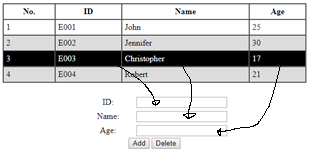 No. ID Name Age
1 E001 John 25
2 E002 Jennifer 30
3 E003 Christopher 17
4 E004 Robert 21
ID:
Name:
Age:
Add Delete